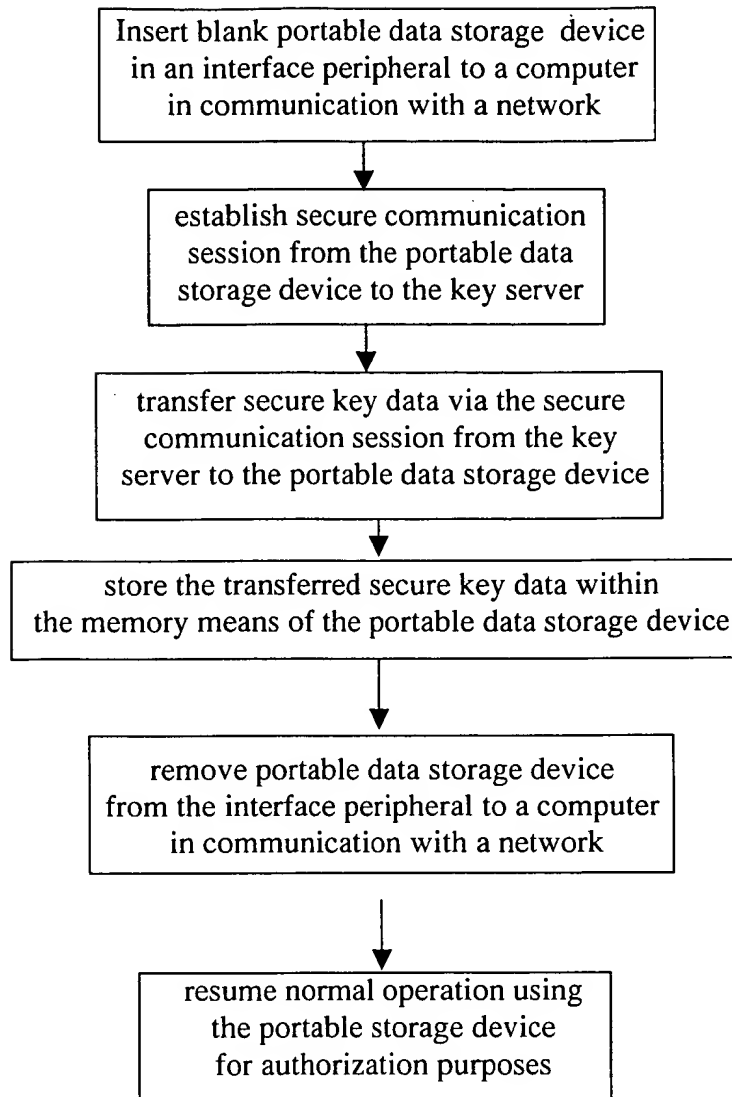 Insert blank portable data storage device
in an interface peripheral to a computer
in communication with a network
establish secure communication
session from the portable data
storage device to the key server
transfer secure key data via the secure
communication session from the key
server to the portable data storage device
store the transferred secure key data within
the memory means of the portable data storage device
remove portable data storage device
from the interface peripheral to a computer
in communication with a network
resume normal operation using
the portable storage device
for authorization purposes